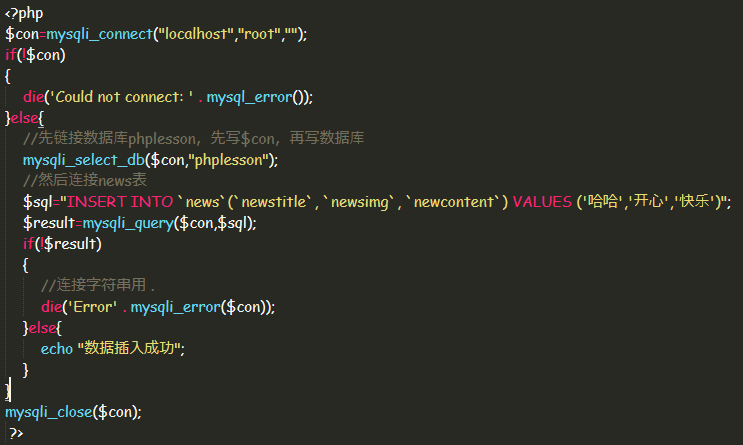 <?php
$con=mysqli_connect("localhost","root","");
if(!$con)
{
die('Could not connect: ' . mysql_error());
}else{
//先链接数据库phplesson，先写$con，再写数据库
mysqli_select_db($con,"phplesson");
//然后连接news表
$sql="INSERT INTO `news`(`newstitle`, `newsimg`, `newcontent`) VALUES ('哈哈','开心','快乐')";
$result=mysqli_query($con,$sql);
if(!$result)
{
//连接字符串用 .
die('Error' . mysqli_error($con));
}else{
echo "数据插入成功";
}
}
mysqli_close($con);
?>